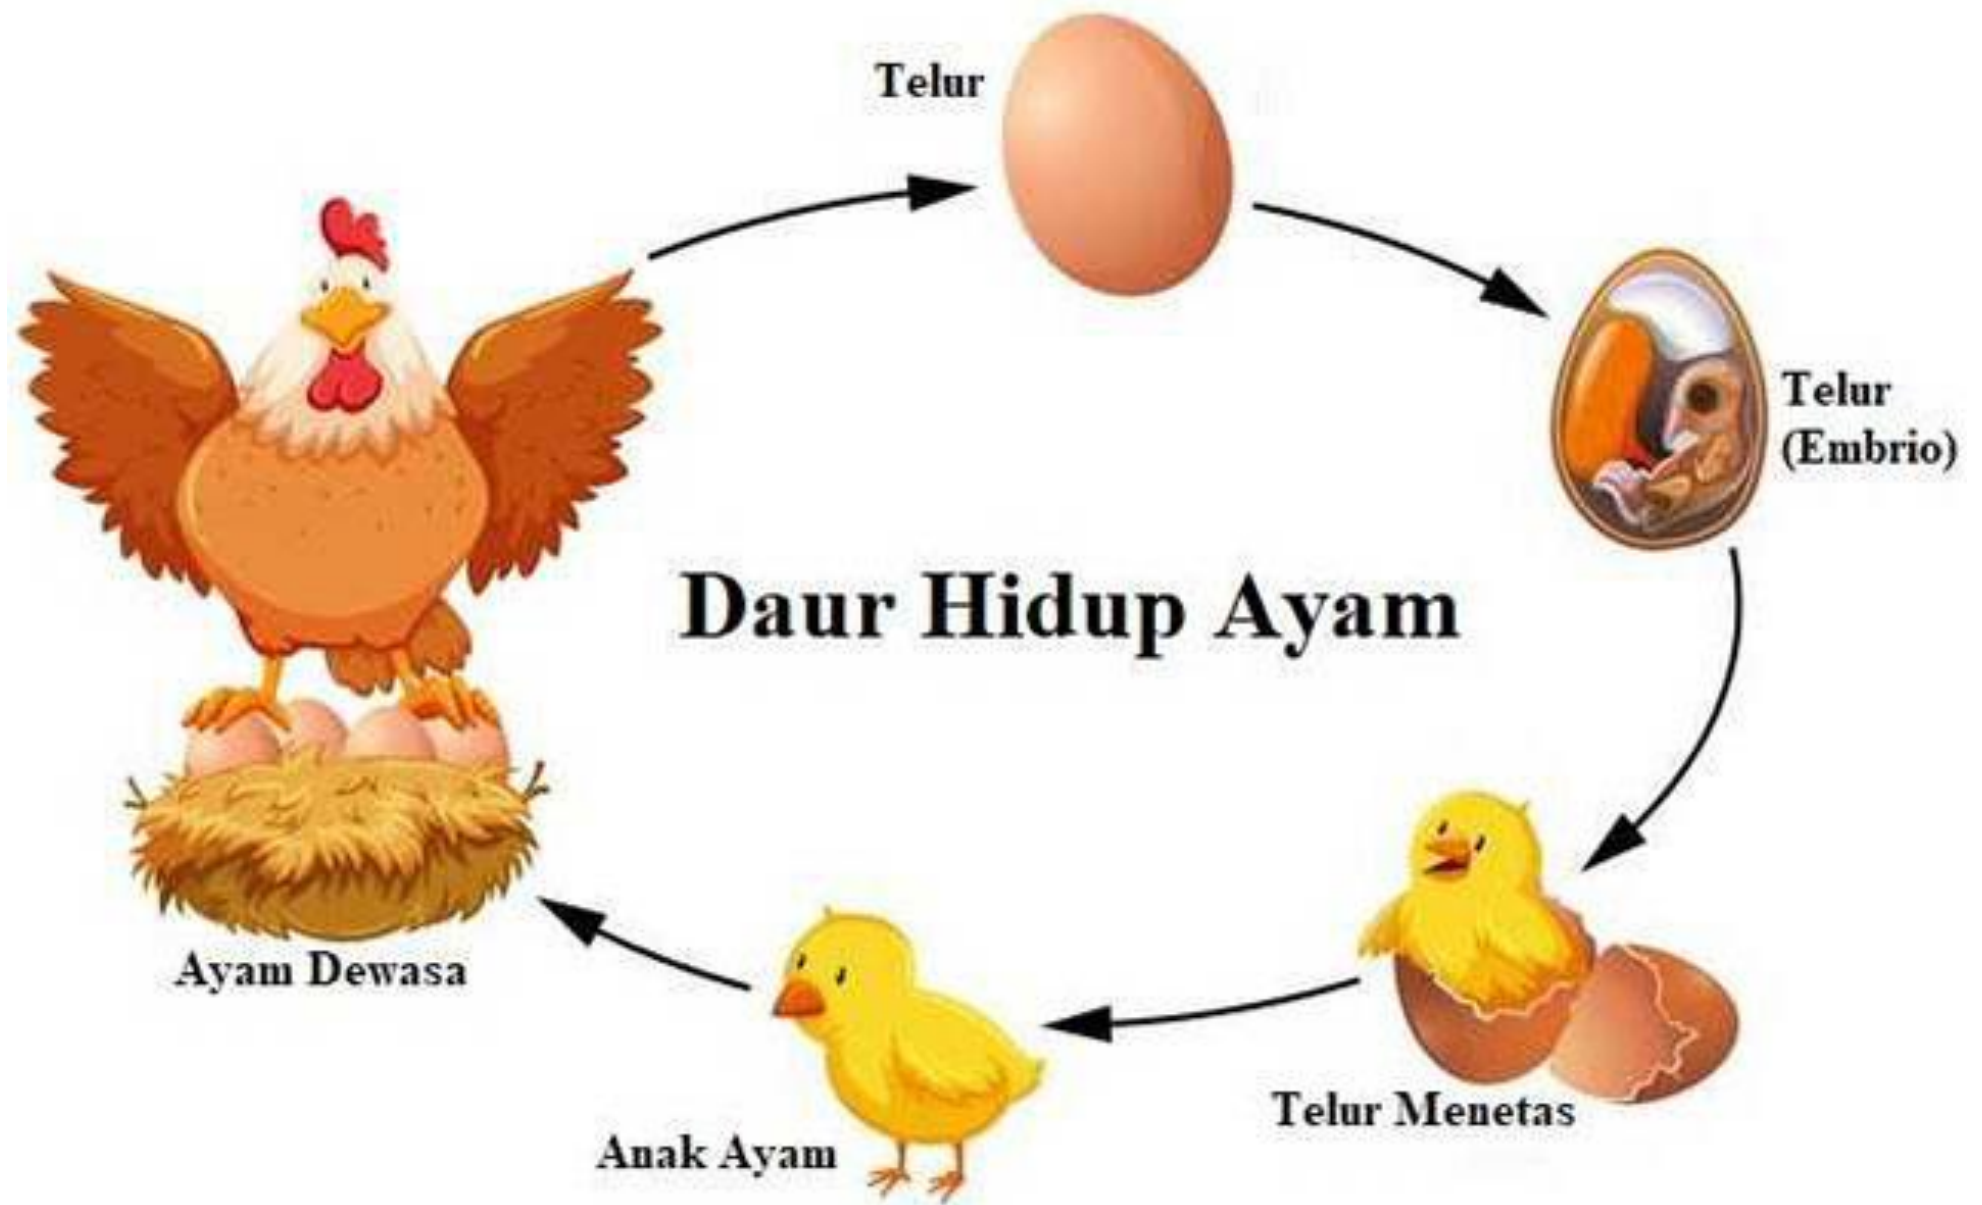 Telur
Telur
(Embrio)
Daur Hidup Ayam
Ayam Dewasa
Telur Menetas
Anak Ayam